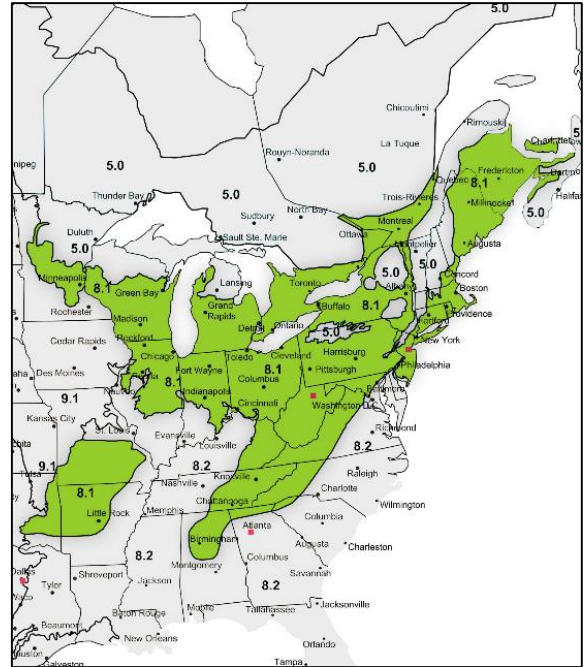 5.0
Chicoulimi
Rimouski
La Tuque
Rouyn-Noranda
nipeg
5.0
5.0
Trois-Rivieres
Quebec
8.1
Fredericton
Thunder Bay
5.0
Sudbury
North Bay
Sault Ste. Marie
Montreal
Millinocket
Halifax
5.0
Duluth
5.0
Ottawa
Montpelier
Augusta
5.0
5.0
Minneapolis
8.1
Green Bay
Lansing
Toronto
Concord
Boston
Rochester
Madison
Grand
Rapids
Buffalo
8.1
Providence
Hartford
Rockford
Detroit
Ontario
5.0
New York
Cedar Rapids
Chicago
Toledo
Cleveland
Harrisburg
Des Moines
8.1
Fort Wayne
8.1
Pittsburgh
Philadelphia
Columbus
9.1
Indianapolis
Cincinnati
Washington D.C.
Kansas City
St. Louis
Evansville
Louisville
8.2
Richmond
9.1
Tulsa
8.2
Raleigh
8.1
Nashville
Knoxville
Charlotte
Wilmington
Little Rock
Memphis
Chattanooga
Columbia
Atlanta
Birmingham
Augusta
Charleston
8.2
Columbus
Dallas
Shreveport
Jackson
Montgomery
8.2
Savannah
Tyler
Waco
Mobile
Tallahassee
Jacksonville
Beaumont
Baton Rouge
New Orleans
Orlando
Galveston
Tampa